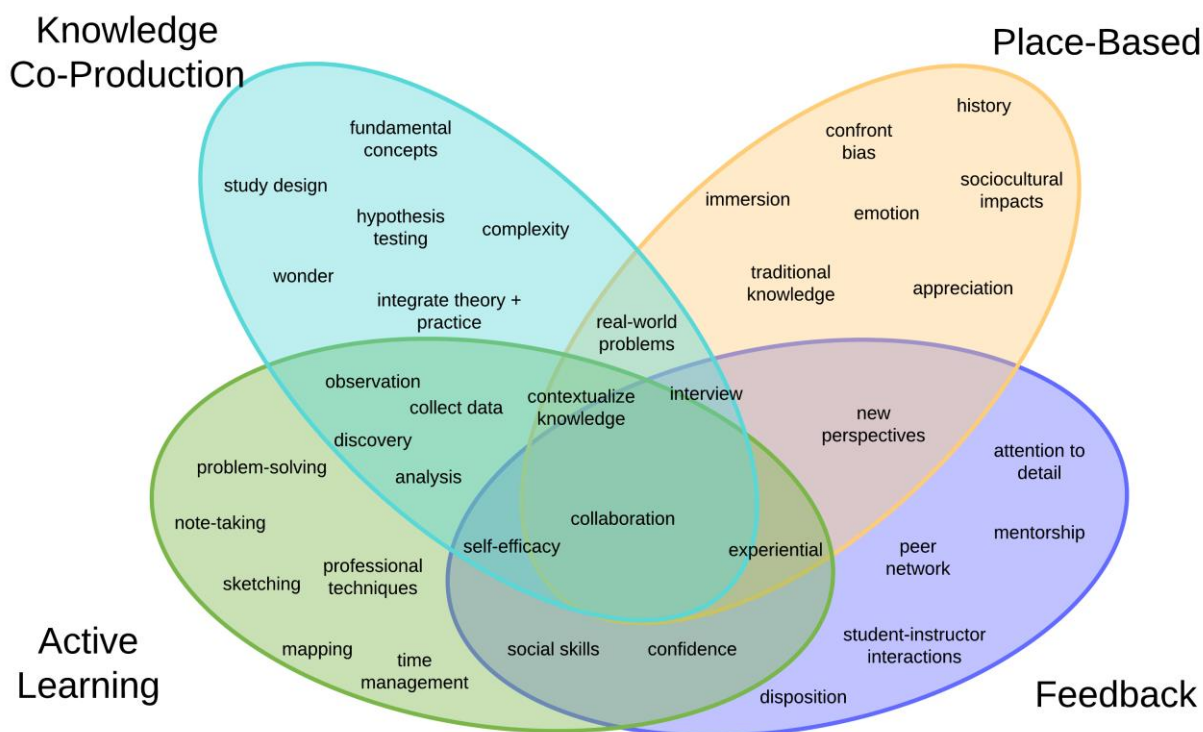 Knowledge
Co-Production
Place-Based
history
fundamental
concepts
confront
bias
study design
immersion
emotion
sociocultural
impacts
hypothesis
testing
complexity
wonder
traditional
knowledge
appreciation
integrate theory +
practice
real-world
problems
observation
collect data
contextualize
knowledge
interview
new
perspectives
discovery
problem-solving
analysis
attention to
detail
note-taking
collaboration
mentorship
self-efficacy
experiential
peer
network
sketching
professional
techniques
mapping
time
management
social skills
confidence
student-instructor
interactions
disposition
Active
Learning
Feedback